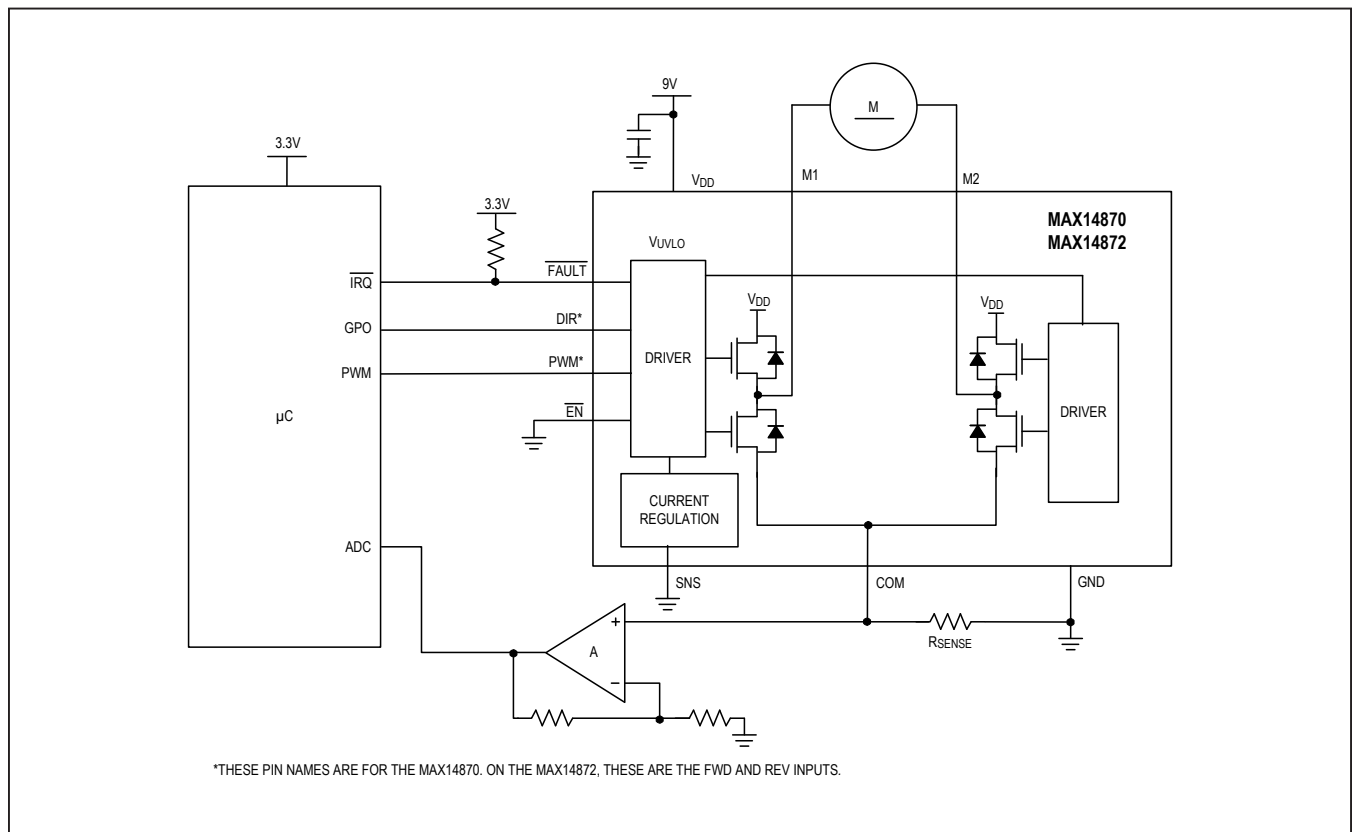 9V
M
3.3V
VDD
M1
M2
3.3V
MAX14870
MAX14872
VUVLO
FAULT
IRQ
VDD
VDD
GPO
DIR*
DRIVER
PWM
PWM*
DRIVER
µC
EN
CURRENT
REGULATION
ADC
SNS
COM
GND
+
RSENSE
A
−
*THESE PIN NAMES ARE FOR THE MAX14870. ON THE MAX14872, THESE ARE THE FWD AND REV INPUTS.